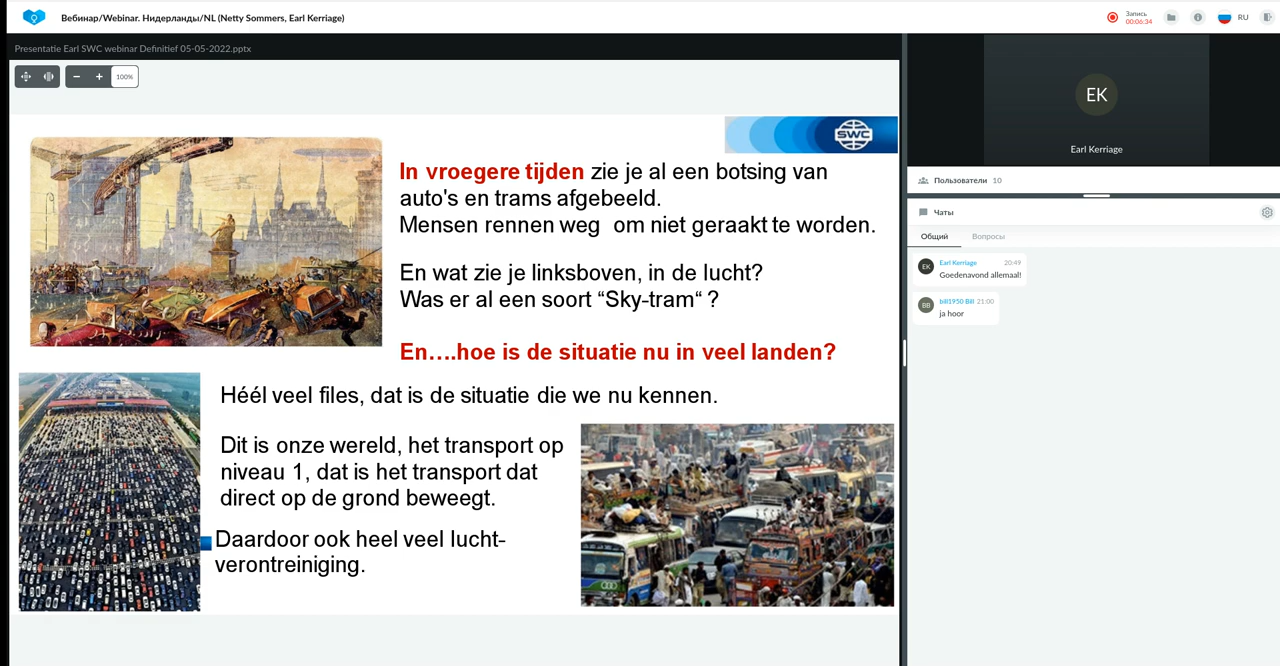 Вебинар/Webinar. Нидерланды/NL (Netty Sommers, Earl Kerriage)
Запись
00:06:34
RU
Presentatie Earl SWC webinar Definitief 05-05-2022.pptx
100%
SWC
In vroegere tijden zie je al een botsing van
auto's en trams afgebeeld.
Mensen rennen weg om niet geraakt te worden.
En wat zie je linksboven, in de lucht?
Was er al een soort “Sky-tram“ ?
En….hoe is de situatie nu in veel landen?
Héél veel files, dat is de situatie die we nu kennen.
Dit is onze wereld, het transport op
niveau 1, dat is het transport dat
direct op de grond beweegt.
Daardoor ook heel veel lucht-
verontreiniging.
EK
Earl Kerriage
Пользователи 10
Чаты
Общий Вопросы
EK
Earl Kerriage 20:49
Goedenavond allemaal!
BB
bill1950 Bill 21:00
ja hoor